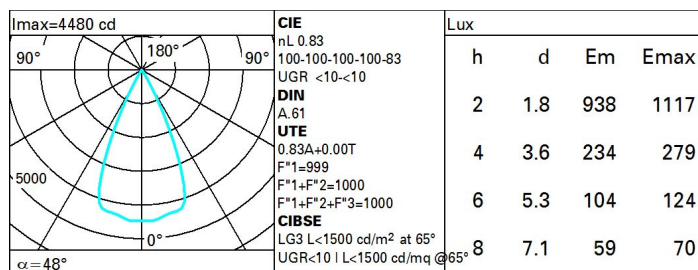 Imax=4480 cd
90°
180°
90°
5000
0°
α=48°
CIE
nL 0.83
100-100-100-100-83
UGR <10-<10
DIN
A.61
UTE
0.83A+0.00T
F"1=999
F"1+F"2=1000
F"1+F"2+F"3=1000
CIBSE
LG3 L<1500 cd/m² at 65°
UGR<10 | L<1500 cd/mq @65°
Lux
h d Em Emax
2 1.8 938 1117
4 3.6 234 279
6 5.3 104 124
8 7.1 59 70